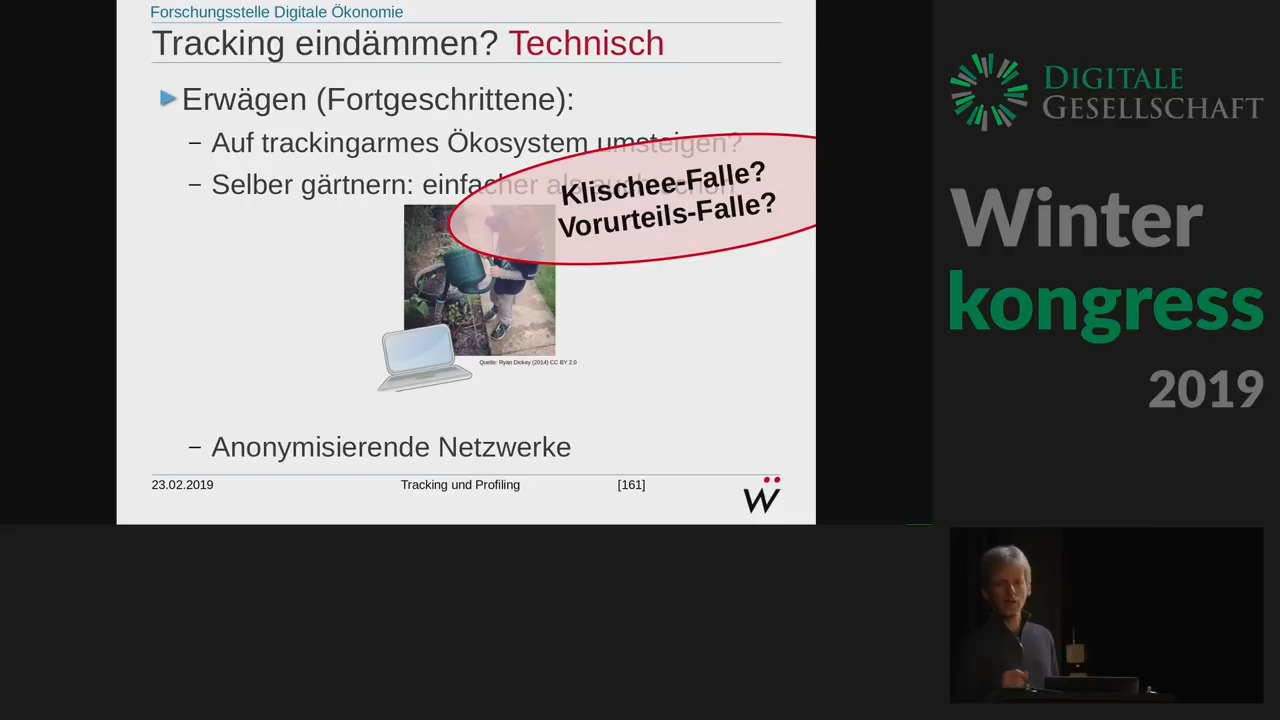 Forschungsstelle Digitale Ökonomie
Tracking eindämmen? Technisch
Erwägen (Fortgeschrittene):
– Auf trackingarmes Ökosystem umsteigen?
– Selber gärtnern: einfacher als
Klischee-Falle?
Vorurteils-Falle?
Quelle: Ryan Dickey (2014) CC BY 2.0
– Anonymisierende Netzwerke
23.02.2019 Tracking und Profiling [161]
DIGITALE
GESELLSCHAFT
Winter
kongress
2019